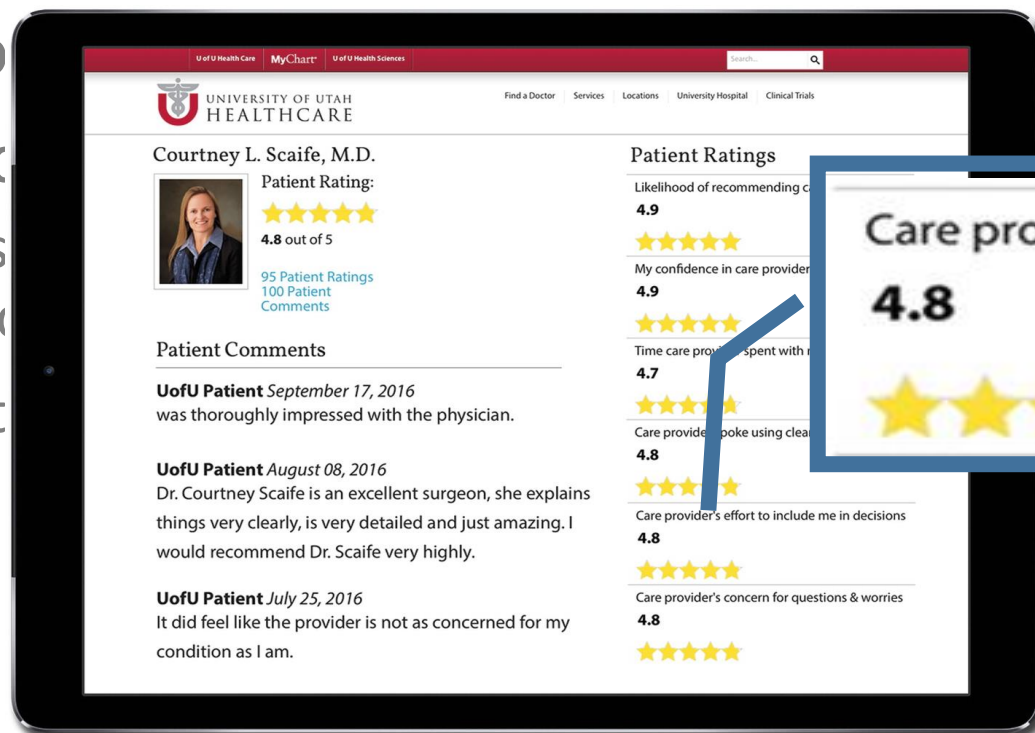 U of U Health Care MyChart® U of U Health Sciences
Search...
UNIVERSITY OF UTAH
HEALTHCARE
Find a Doctor Services Locations University Hospital Clinical Trials
Courtney L. Scaife, M.D.
Patient Rating:
4.8 out of 5
95 Patient Ratings
100 Patient
Comments
Patient Comments
UofU Patient September 17, 2016
was thoroughly impressed with the physician.
UofU Patient August 08, 2016
Dr. Courtney Scaife is an excellent surgeon, she explains
things very clearly, is very detailed and just amazing. I
would recommend Dr. Scaife very highly.
UofU Patient July 25, 2016
It did feel like the provider is not as concerned for my
condition as I am.
Patient Ratings
Likelihood of recommending
4.9
My confidence in care provider
4.9
Time care provider spent with
4.7
Care provider spoke using
4.8
Care provider's effort to include me in decisions
4.8
Care provider's concern for questions & worries
4.8
Care
4.8